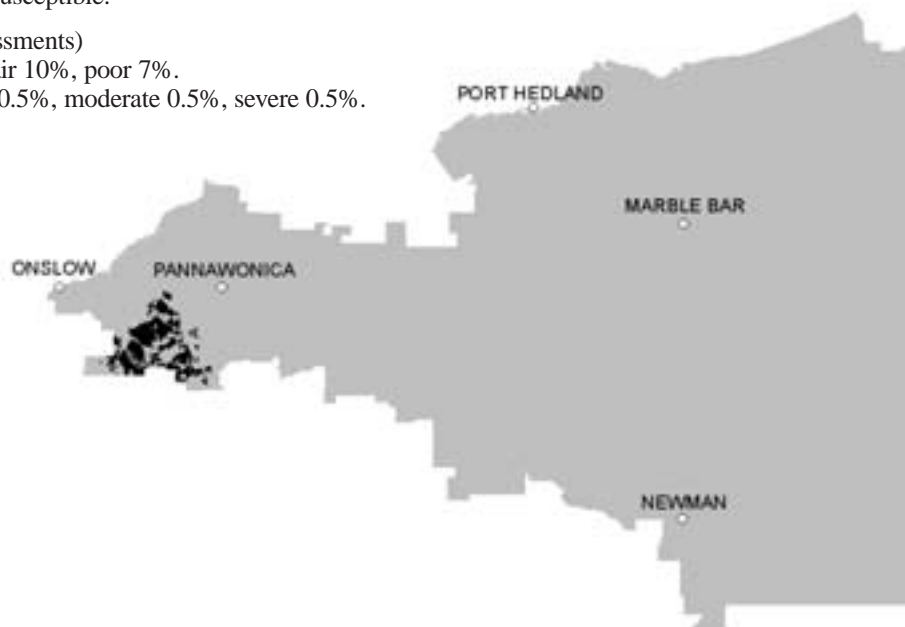 ssments)
ir 10%, poor 7%.
0.5%, moderate 0.5%, severe 0.5%.
PORT HEDLAND
MARBLE BAR
ONSLOW
PANNAWONICA
NEWMAN